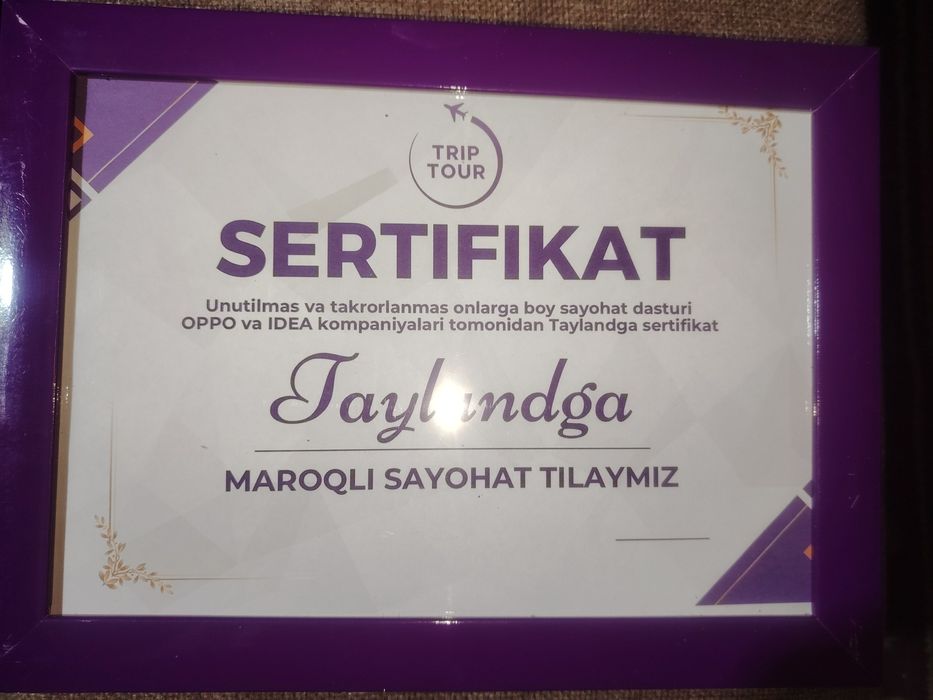 TRIP
TOUR
SERTIFIKAT
Unutilmas va takrorlanmas onlarga boy sayohat dasturi
OPPO va IDEA kompaniyalari tomonidan Taylandga sertifikat
Taylandga
MAROQLI SAYOHAT TILAYMIZ